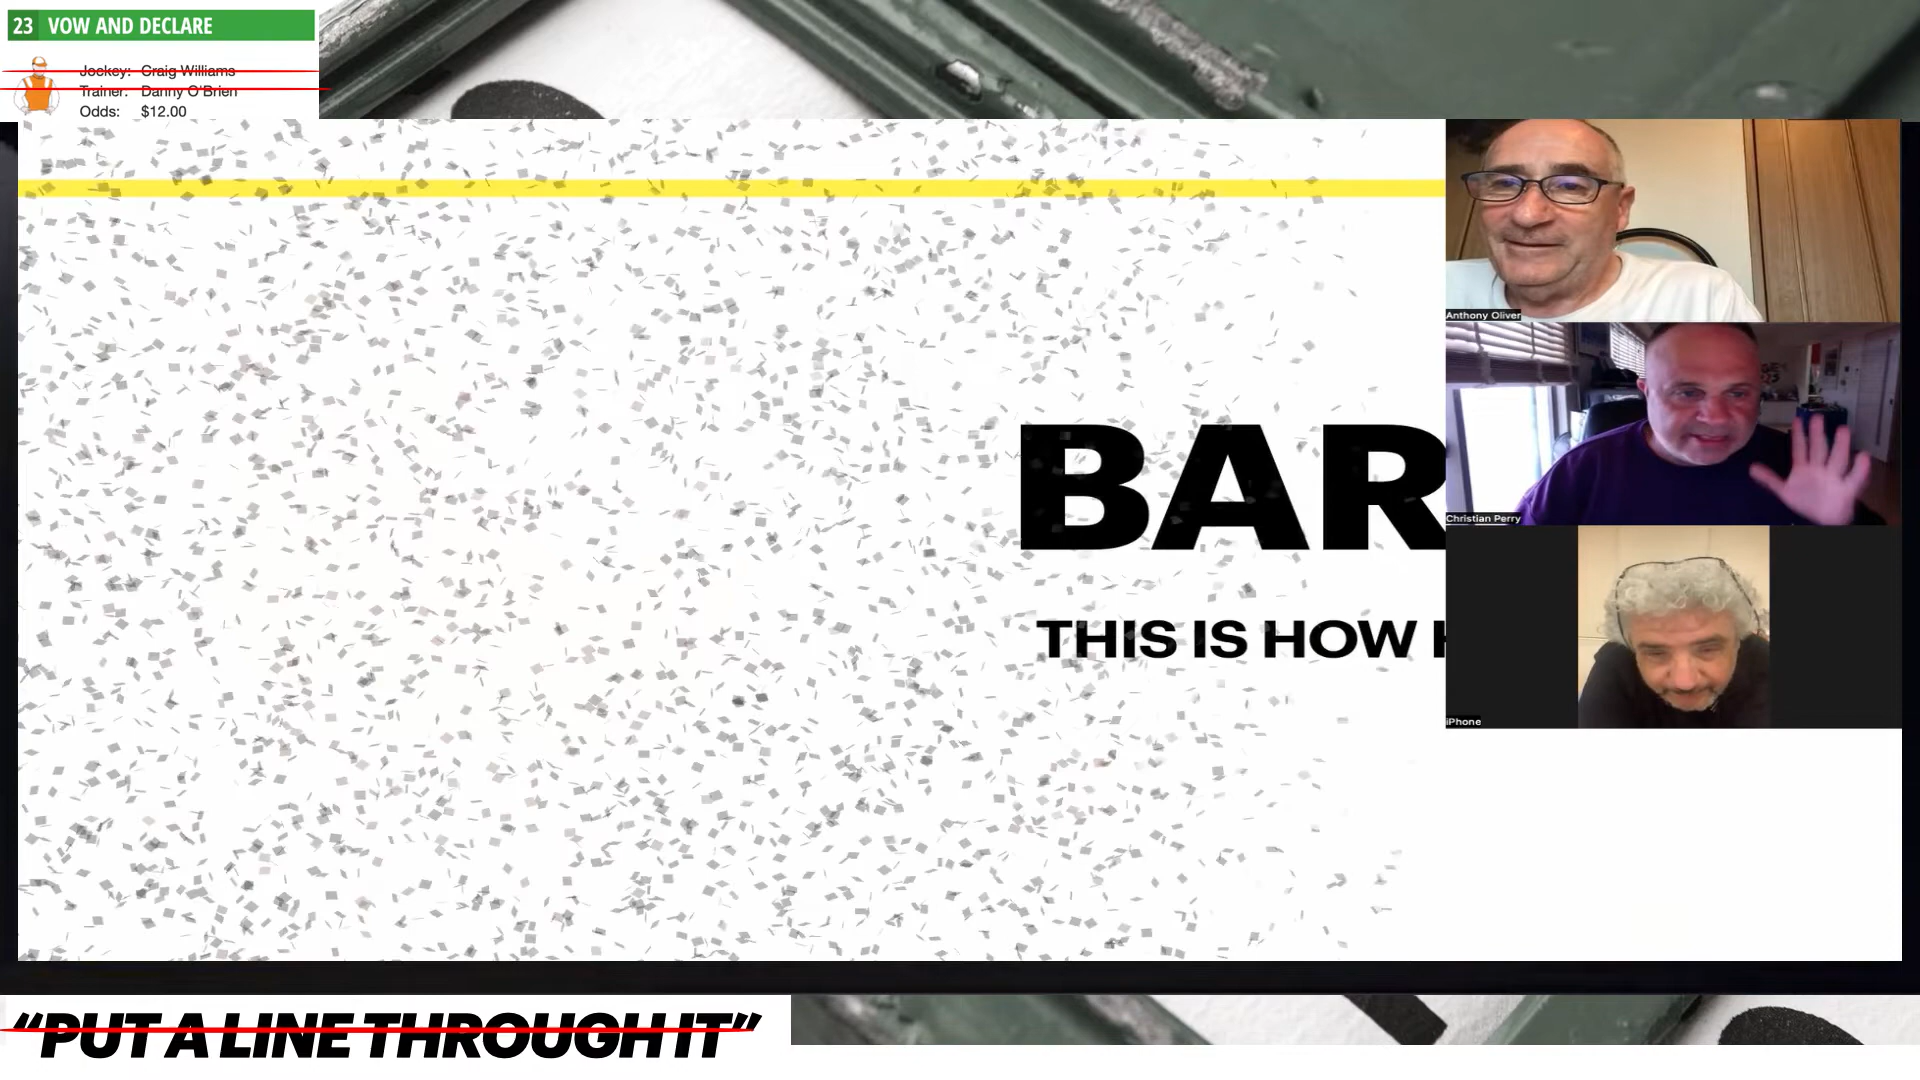 23 VOW AND DECLARE
Jockey: Craig Williams
Trainer: Danny O'Brien
Odds: $12.00
Anthony Oliver
BAR
Christian Perry
THIS IS HOW
iPhone
“PUT A LINE THROUGH IT”